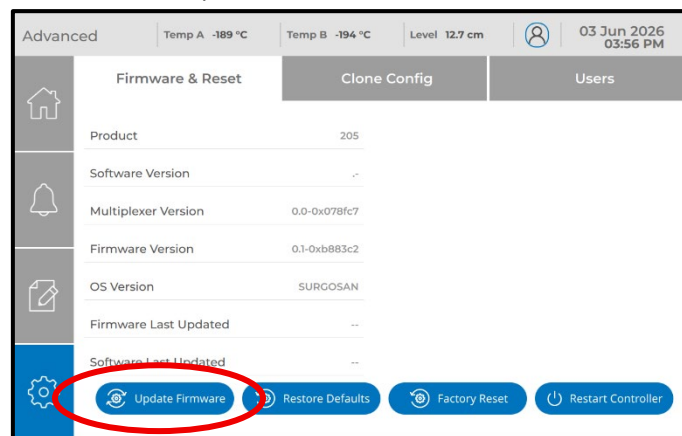 Advanced
Temp A -189 °C
Temp B -194 °C
Level 12.7 cm
03 Jun 2026
03:56 PM
Firmware & Reset
Clone Config
Users
Product 205
Software Version .-
Multiplexer Version 0.0-0x078fc7
Firmware Version 0.1-0xb883c2
OS Version SURGOSAN
Firmware Last Updated --
Software Last Updated --
Update Firmware
Restore Defaults
Factory Reset
Restart Controller